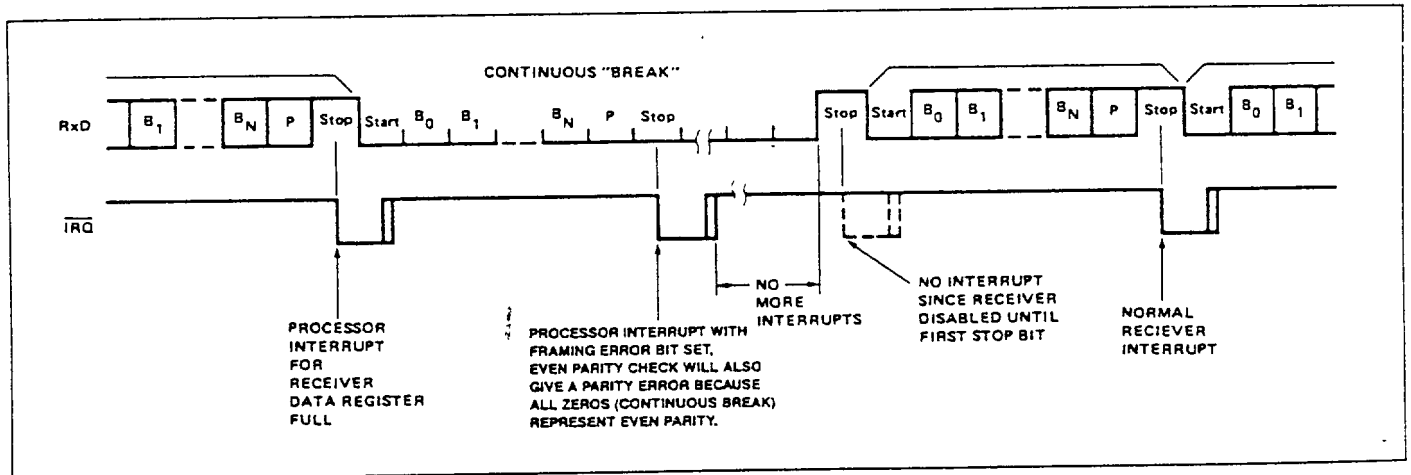 CONTINUOUS "BREAK"
RxD B1 BN P Stop Start B0 B1 BN P Stop Stop Start B0 B1 BN P Stop Start B0 B1
IRQ
NO
MORE
INTERRUPTS
PROCESSOR
INTERRUPT
FOR
RECEIVER
DATA REGISTER
FULL
PROCESSOR INTERRUPT WITH
FRAMING ERROR BIT SET,
EVEN PARITY CHECK WILL ALSO
GIVE A PARITY ERROR BECAUSE
ALL ZEROS (CONTINUOUS BREAK)
REPRESENT EVEN PARITY.
NO INTERRUPT
SINCE RECEIVER
DISABLED UNTIL
FIRST STOP BIT
NORMAL
RECIEVER
INTERRUPT